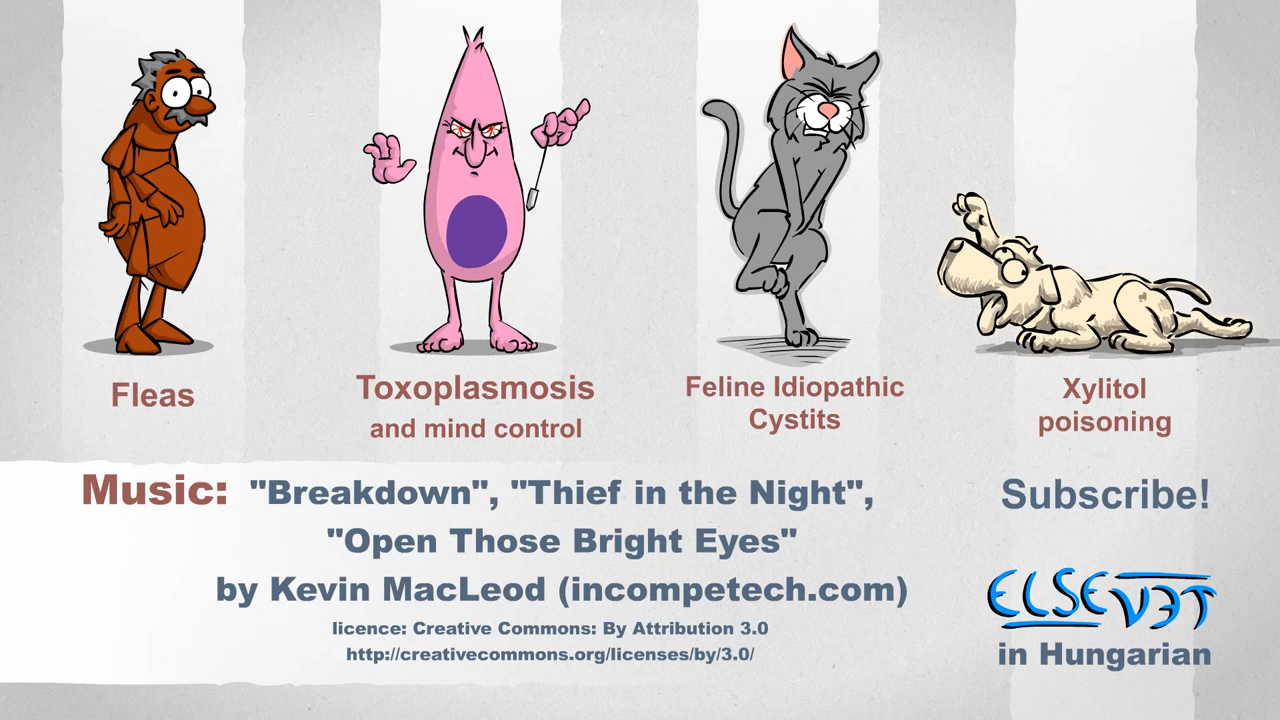 Fleas
Toxoplasmosis
and mind control
Feline Idiopathic
Cystits
Xylitol
poisoning
Music: "Breakdown", "Thief in the Night",
"Open Those Bright Eyes"
by Kevin MacLeod (incompetech.com)
licence: Creative Commons: By Attribution 3.0
http://creativecommons.org/licenses/by/3.0/
Subscribe!
ELSEVET
in Hungarian